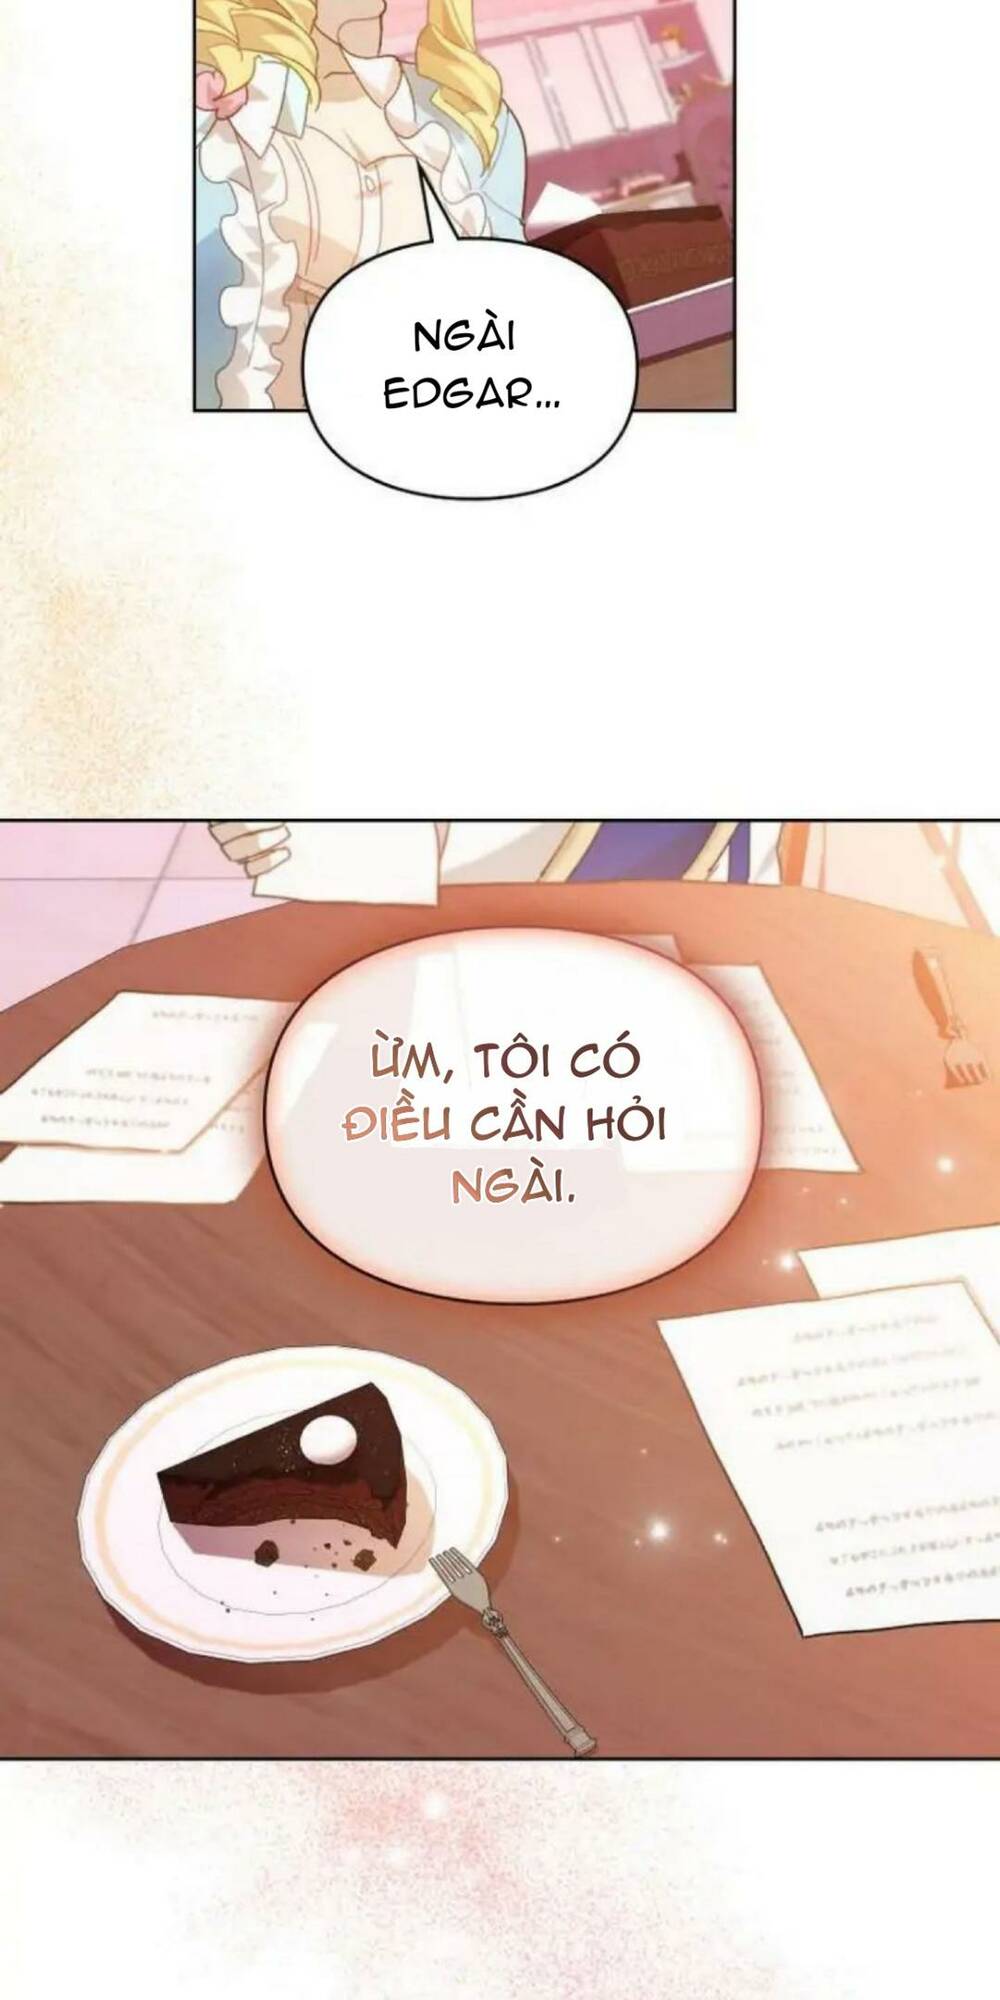 NGÀI
EDGAR...
ỪM, TÔI CÓ
ĐIỀU CẦN HỎI
NGÀI.